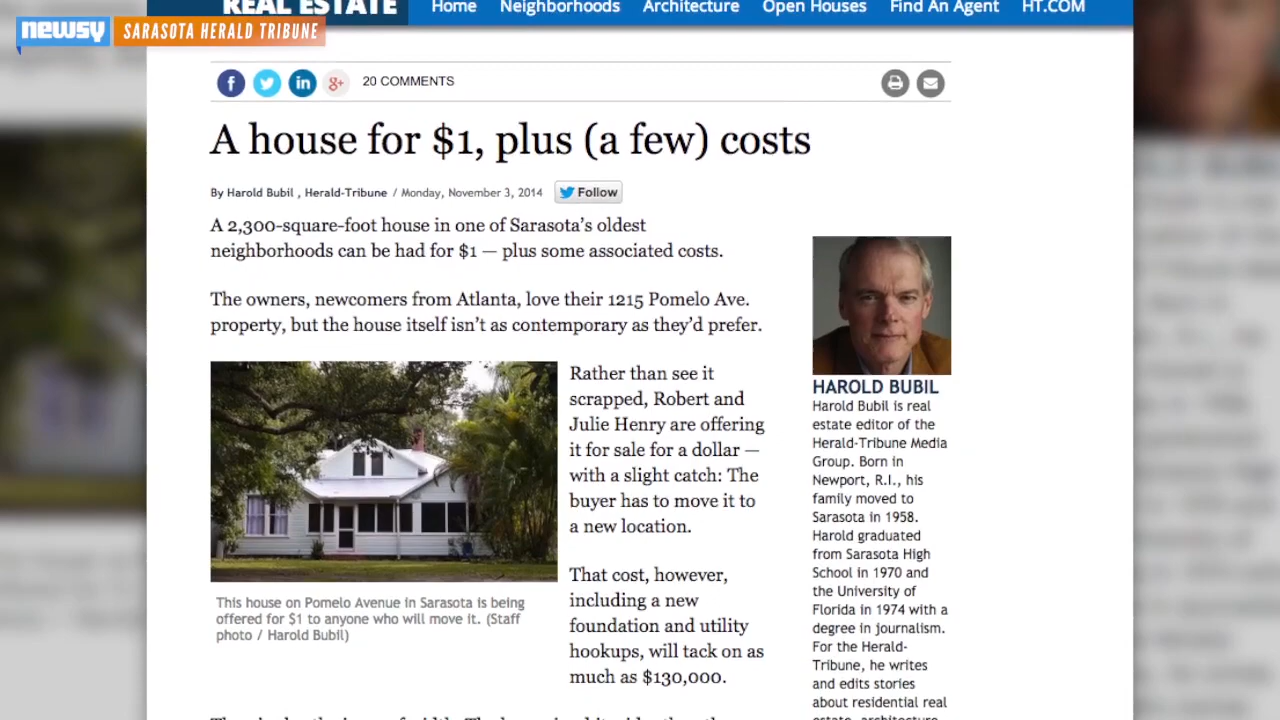 REAL ESTATE
Home Neighborhoods Architecture Open Houses Find An Agent HT.COM
newsy SARASOTA HERALD TRIBUNE
f in 8+ 20 COMMENTS
A house for $1, plus (a few) costs
By Harold Bubil , Herald-Tribune / Monday, November 3, 2014 Follow
A 2,300-square-foot house in one of Sarasota’s oldest
neighborhoods can be had for $1 — plus some associated costs.
The owners, newcomers from Atlanta, love their 1215 Pomelo Ave.
property, but the house itself isn’t as contemporary as they’d prefer.
Rather than see it
scrapped, Robert and
Julie Henry are offering
it for sale for a dollar —
with a slight catch: The
buyer has to move it to
a new location.
That cost, however,
including a new
foundation and utility
hookups, will tack on as
much as $130,000.
This house on Pomelo Avenue in Sarasota is being
offered for $1 to anyone who will move it. (Staff
photo / Harold Bubil)
HAROLD BUBIL
Harold Bubil is real
estate editor of the
Herald-Tribune Media
Group. Born in
Newport, R.I., his
family moved to
Sarasota in 1958.
Harold graduated
from Sarasota High
School in 1970 and
the University of
Florida in 1974 with a
degree in journalism.
For the Herald-
Tribune, he writes
and edits stories
about residential real
estate, architecture